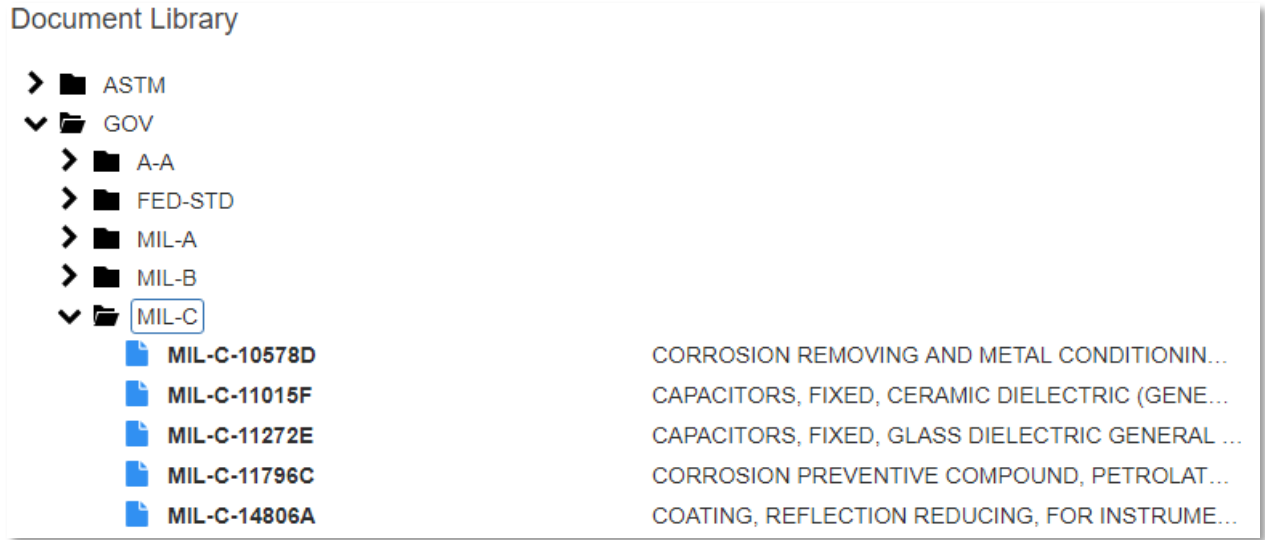 Document Library
ASTM
GOV
A-A
FED-STD
MIL-A
MIL-B
MIL-C
MIL-C-10578D CORROSION REMOVING AND METAL CONDITIONIN...
MIL-C-11015F CAPACITORS, FIXED, CERAMIC DIELECTRIC (GENE...
MIL-C-11272E CAPACITORS, FIXED, GLASS DIELECTRIC GENERAL ...
MIL-C-11796C CORROSION PREVENTIVE COMPOUND, PETROLAT...
MIL-C-14806A COATING, REFLECTION REDUCING, FOR INSTRUME...